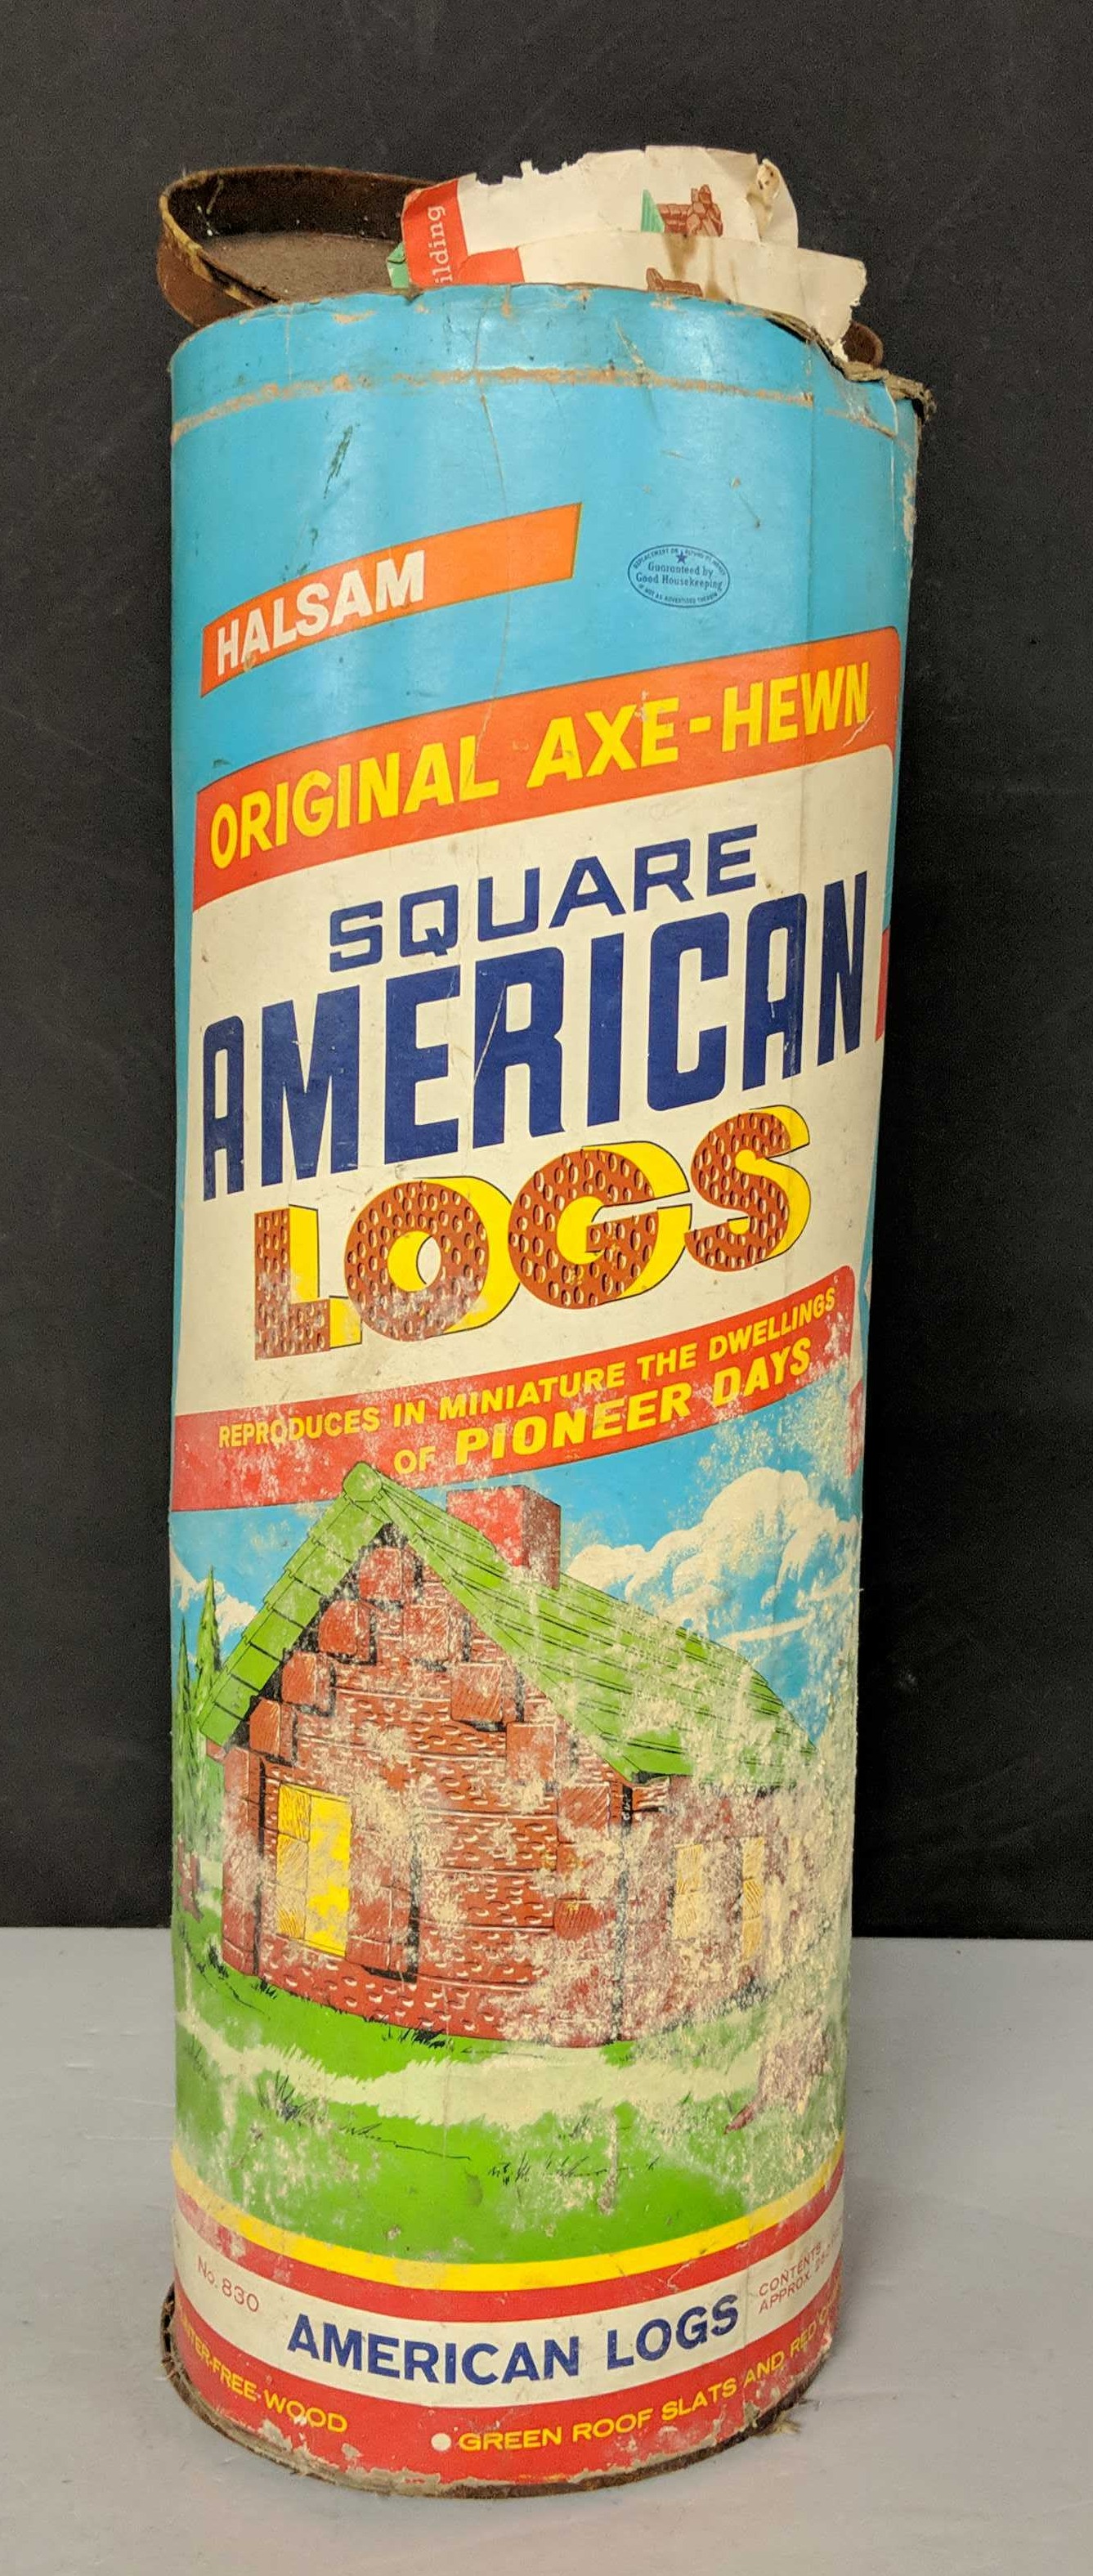 ilding
HALSAM
Guaranteed by
Good Housekeeping
ORIGINAL AXE-HEWN
SQUARE
AMERICAN
LOGS
REPRODUCES IN MINIATURE THE DWELLINGS
OF PIONEER DAYS
No. 830
AMERICAN LOGS
CONTENTS
APPROX.
TER-FREE-WOOD
• GREEN ROOF SLATS AND RED